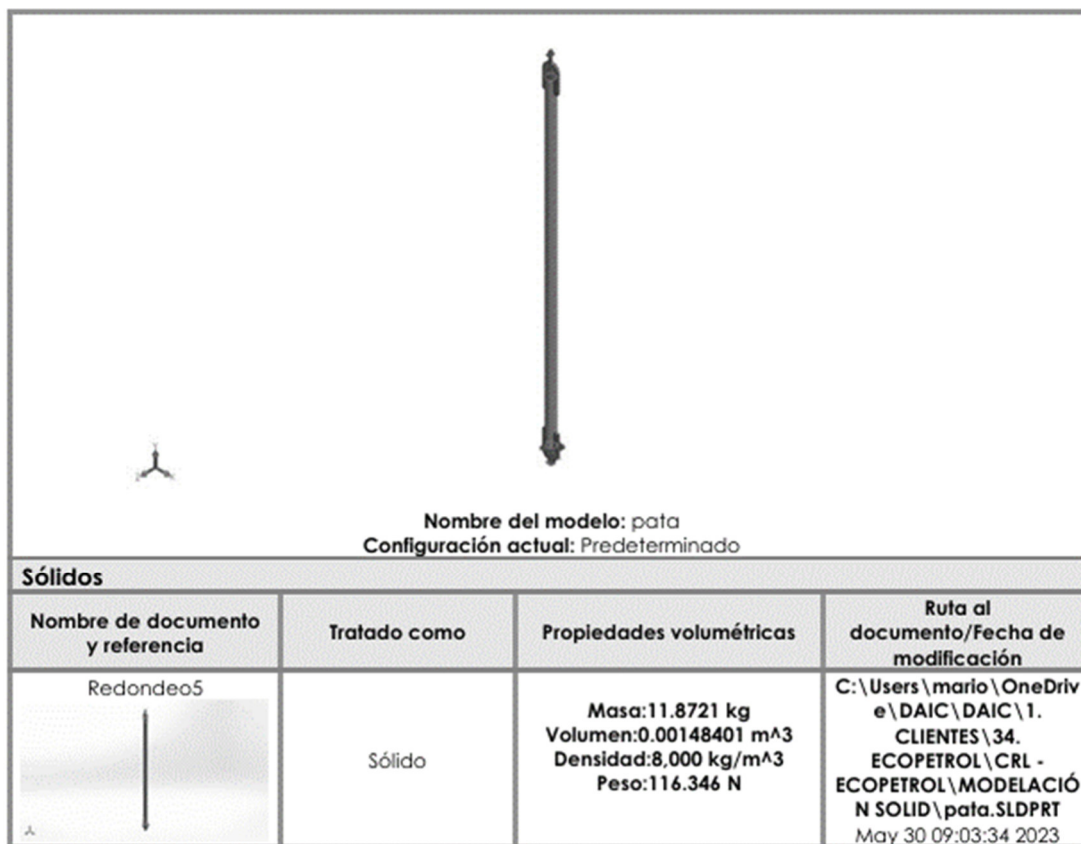 Nombre del modelo: pata
Configuración actual: Predeterminado
Sólidos
Nombre de documento
y referencia
Tratado como
Propiedades volumétricas
Ruta al
documento/Fecha de
modificación
Redondeo5
Sólido
Masa:11.8721 kg
Volumen:0.00148401 m^3
Densidad:8,000 kg/m^3
Peso:116.346 N
C:\Users\mario\OneDriv
e\DAIC\DAIC\1.
CLIENTES\34.
ECOPETROL\CRL -
ECOPETROL\MODELACIÓ
N SOLID\pata.SLDPRT
May 30 09:03:34 2023